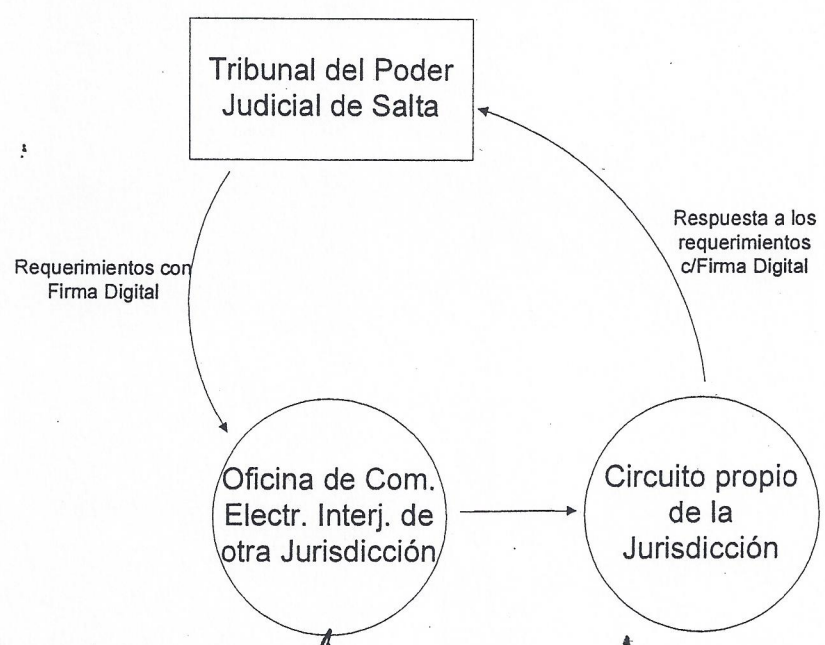 Tribunal del Poder
Judicial de Salta
Respuesta a los
requerimientos
c/Firma Digital
Requerimientos con
Firma Digital
Oficina de Com.
Electr. Interj. de
otra Jurisdicción
Circuito propio
de la
Jurisdicción